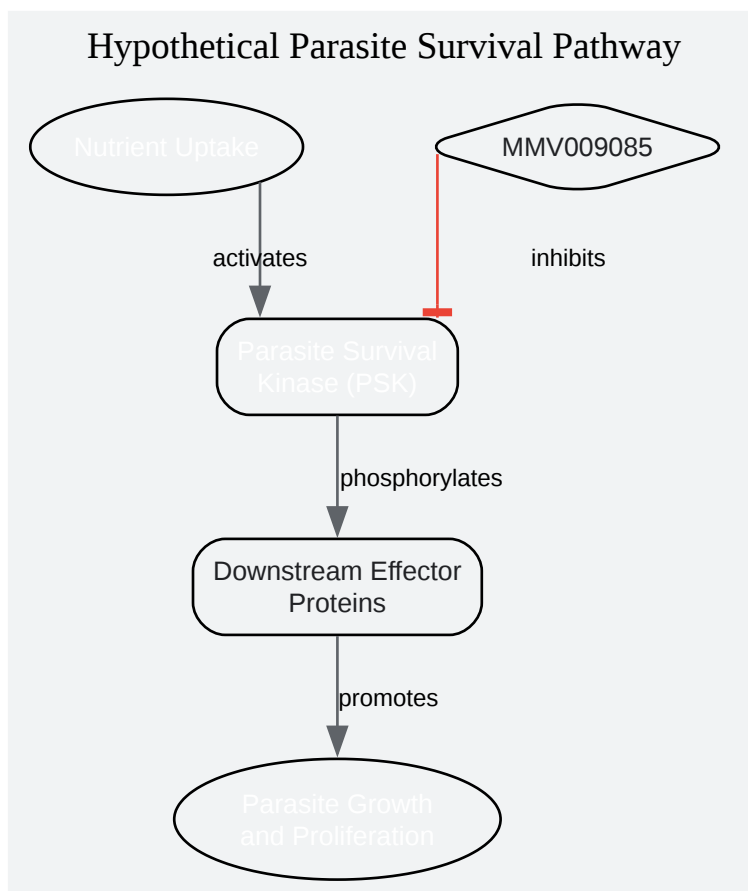 Hypothetical Parasite Survival Pathway
Nutrient Uptake
MMV009085
activates
inhibits
Parasite Survival
Kinase (PSK)
phosphorylates
Downstream Effector
Proteins
promotes
Parasite Growth
and Proliferation